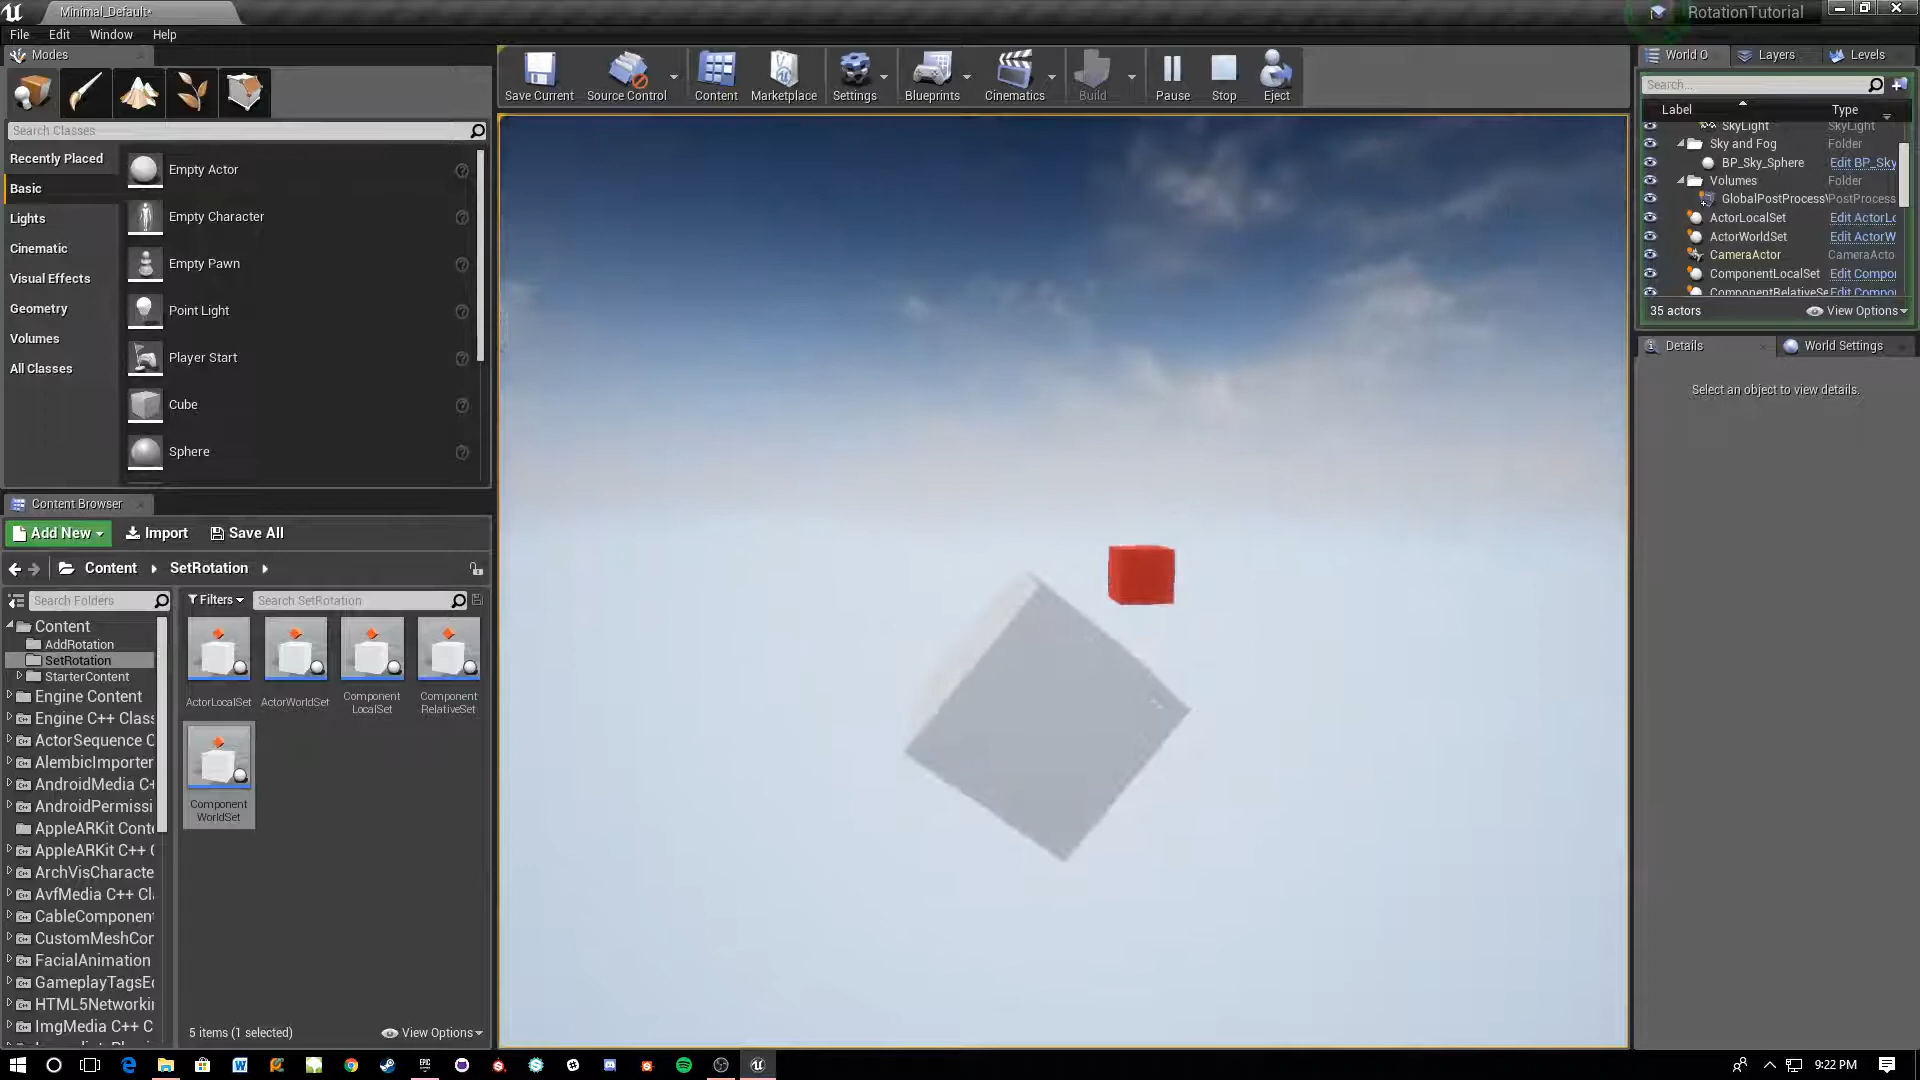 Minimal_Default*
RotationTutorial
File Edit Window Help
Modes
Search Classes
Recently Placed
Basic
Lights
Cinematic
Visual Effects
Geometry
Volumes
All Classes
Empty Actor
Empty Character
Empty Pawn
Point Light
Player Start
Cube
Sphere
Save Current Source Control Content Marketplace Settings Blueprints Cinematics Build Pause Stop Eject
World O Layers Levels
Search...
Label Type
SkyLight SkyLight
Sky and Fog Folder
BP_Sky_Sphere Edit BP_Sky
Volumes Folder
GlobalPostProcess PostProcess
ActorLocalSet Edit ActorLo
ActorWorldSet Edit ActorW
CameraActor CameraActo
ComponentLocalSet Edit Compo
ComponentRelativeSe Edit Compo
35 actors View Options
Details World Settings
Select an object to view details.
Content Browser
Add New Import Save All
Content SetRotation
Search Folders
Filters Search SetRotation
Content
AddRotation
SetRotation
StarterContent
Engine Content
Engine C++ Class
ActorSequence C
AlembicImporter
AndroidMedia C+
AndroidPermissi
AppleARKit Conte
AppleARKit C++ C
ArchVisCharacte
AvfMedia C++ Cl
CableComponent
CustomMeshCon
FacialAnimation
GameplayTagsEd
HTML5Networkin
ImgMedia C++ C
ActorLocalSet
ActorWorldSet
Component
LocalSet
Component
RelativeSet
Component
WorldSet
5 items (1 selected) View Options
9:22 PM